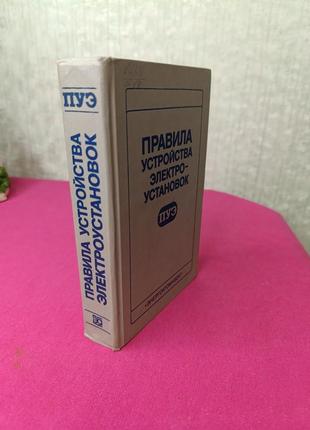 ПУЭ
ПРАВИЛА УСТРОЙСТВА
ЭЛЕКТРОУСТАНОВОК
ПРАВИЛА
УСТРОЙСТВА
ЭЛЕКТРО-
УСТАНОВОК
ПУЭ